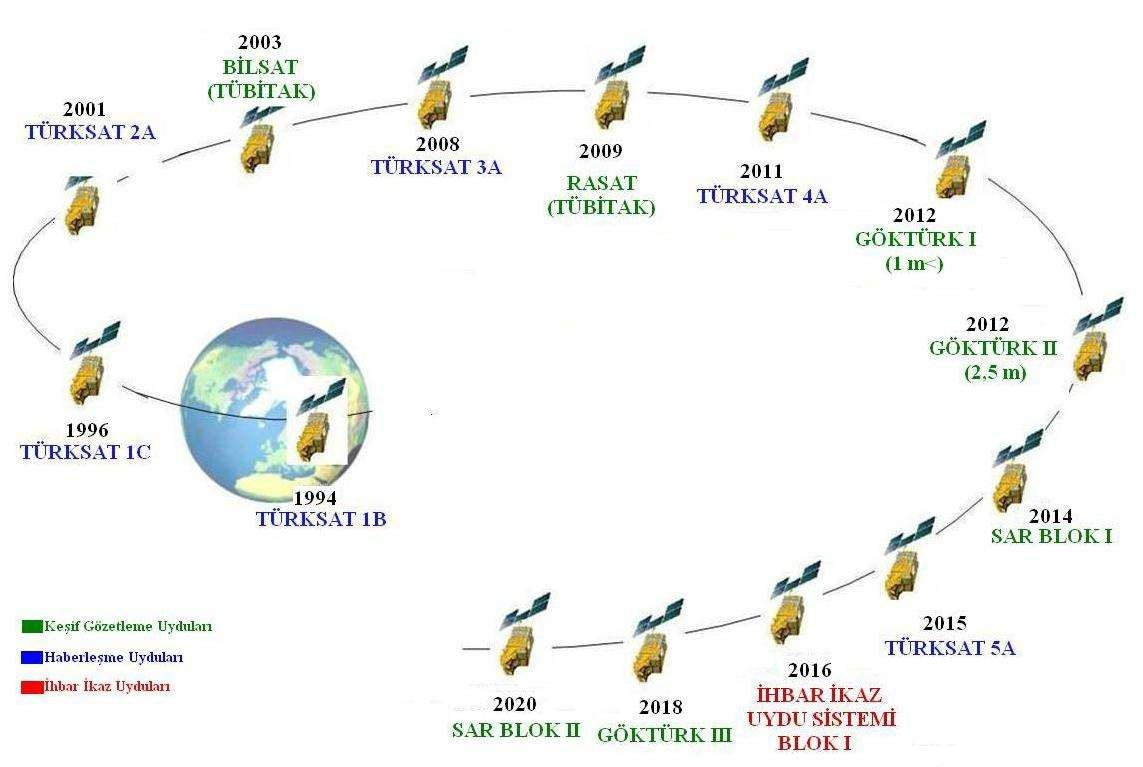 2003
BİLSAT
(TÜBİTAK)
2001
TÜRKSAT 2A
2008
TÜRKSAT 3A
2009
RASAT
(TÜBİTAK)
2011
TÜRKSAT 4A
2012
GÖKTÜRK I
(1 m<)
2012
GÖKTÜRK II
(2,5 m)
1996
TÜRKSAT 1C
1994
TÜRKSAT 1B
2014
SAR BLOK I
2015
TÜRKSAT 5A
2016
İHBAR İKAZ
UYDU SİSTEMİ
BLOK I
2018
GÖKTÜRK III
2020
SAR BLOK II
Keşif Gözetleme Uyduları
Haberleşme Uyduları
İhbar İkaz Uyduları